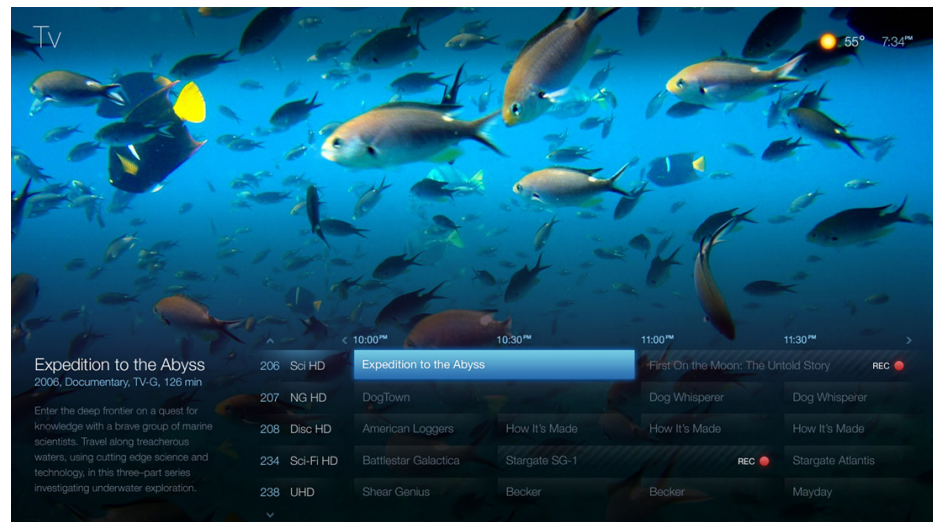 Tv
55° 7:34PM
10:00PM 10:30PM 11:00PM 11:30PM
Expedition to the Abyss
2006, Documentary, TV-G, 126 min
Enter the deep frontier on a quest for
knowledge with a brave group of marine
scientists. Travel along treacherous
waters, using cutting edge science and
technology, in this three–part series
investigating underwater exploration.
206 Sci HD Expedition to the Abyss First On the Moon: The Untold Story REC
207 NG HD DogTown Dog Whisperer Dog Whisperer
208 Disc HD American Loggers How It's Made How It's Made How It's Made
234 Sci-Fi HD Battlestar Galactica Stargate SG-1 REC Stargate Atlantis
238 UHD Shear Genius Becker Becker Mayday